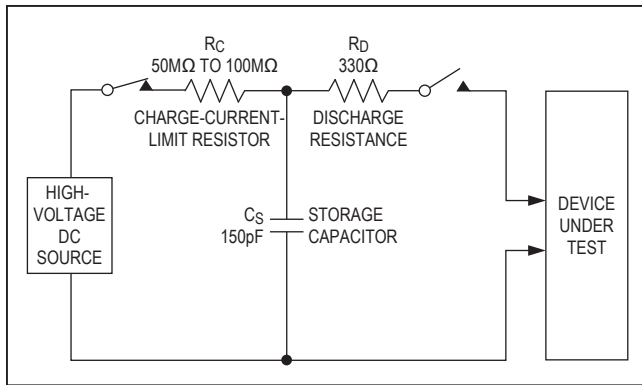 RC
50MΩ TO 100MΩ
CHARGE-CURRENT-
LIMIT RESISTOR
RD
330Ω
DISCHARGE
RESISTANCE
HIGH-
VOLTAGE
DC
SOURCE
CS
150pF
STORAGE
CAPACITOR
DEVICE
UNDER
TEST